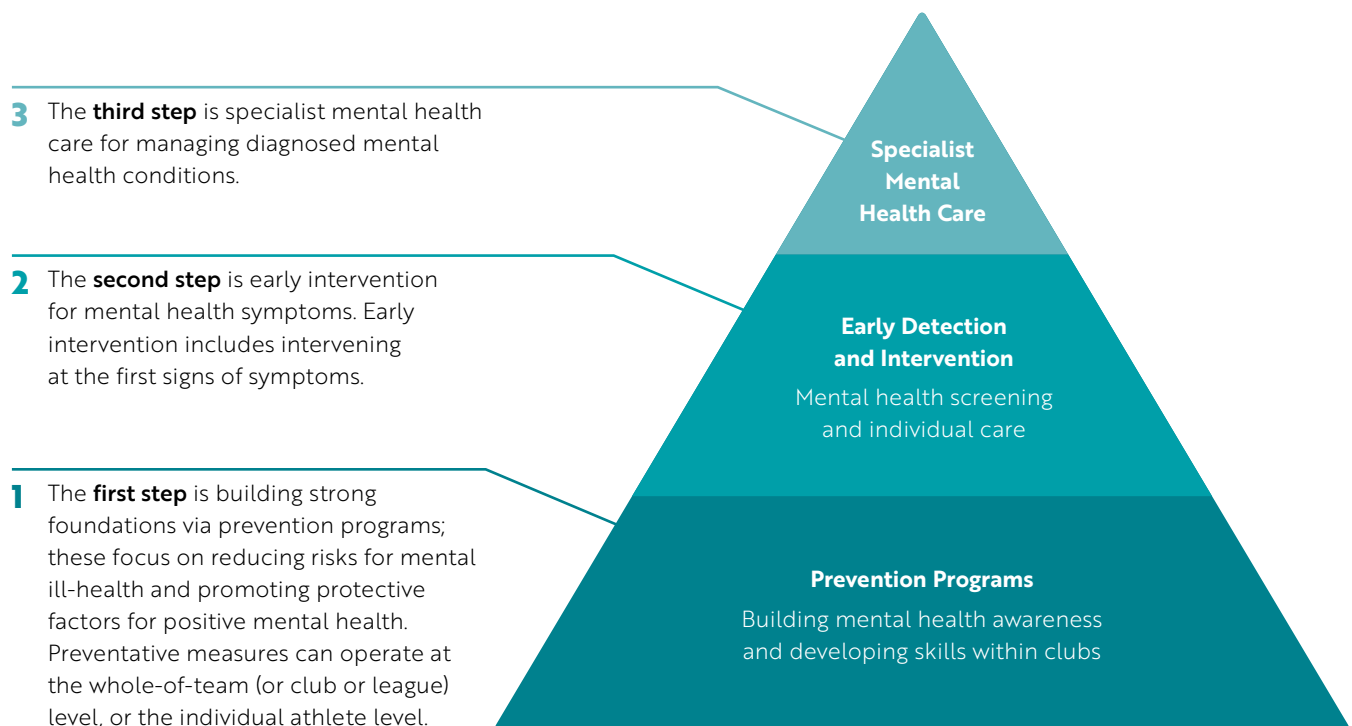 3 The third step is specialist mental health
care for managing diagnosed mental
health conditions.
Specialist
Mental
Health Care
2 The second step is early intervention
for mental health symptoms. Early
intervention includes intervening
at the first signs of symptoms.
Early Detection
and Intervention
Mental health screening
and individual care
1 The first step is building strong
foundations via prevention programs;
these focus on reducing risks for mental
ill-health and promoting protective
factors for positive mental health.
Preventative measures can operate at
the whole-of-team (or club or league)
level, or the individual athlete level.
Prevention Programs
Building mental health awareness
and developing skills within clubs